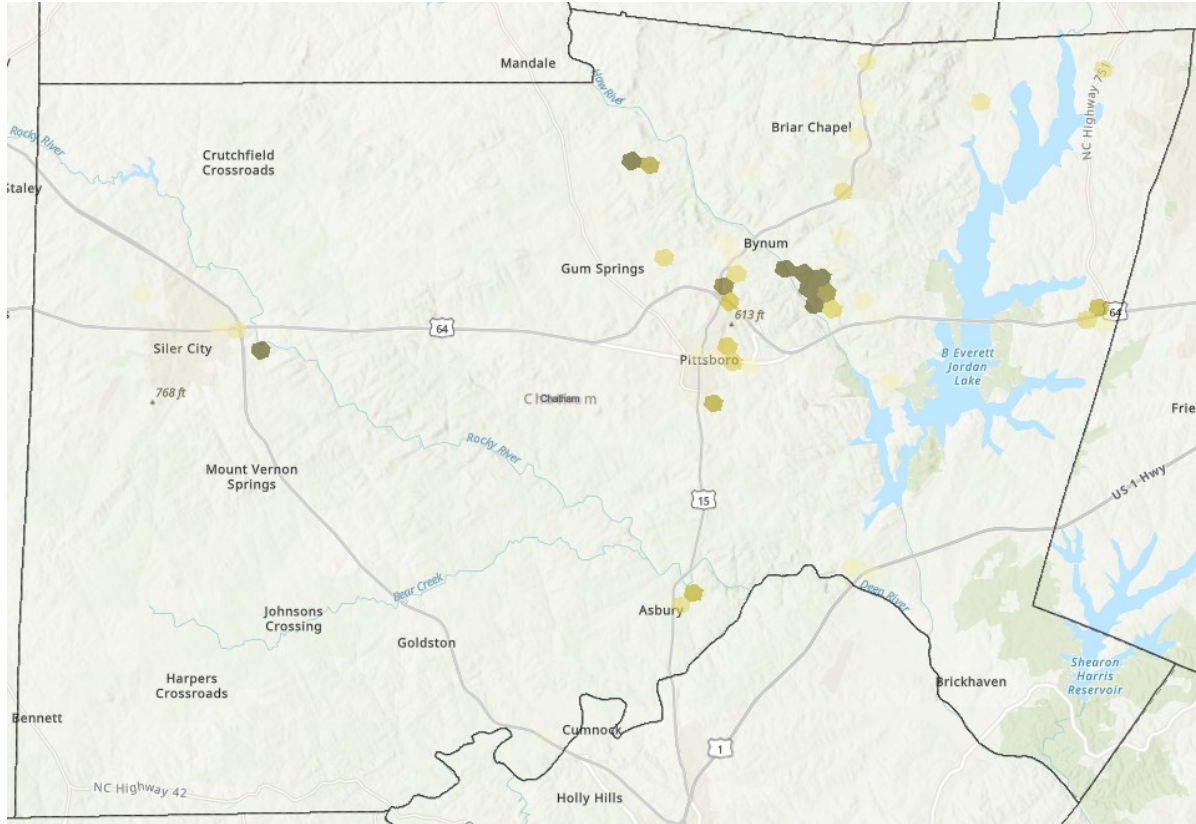 Mandale
Haw River
NC Highway 751
Rocky River
Briar Chapel
Crutchfield
Crossroads
Staley
Bynum
Gum Springs
613 ft
64
64
Siler City
Pittsboro
B Everett
Jordan
Lake
768 ft
Chatham
Frie
Rocky River
Mount Vernon
Springs
15
US 1 Hwy
Bear Creek
Deep River
Johnsons
Crossing
Asbury
Goldston
Harpers
Crossroads
Shearon
Harris
Reservoir
Brickhaven
Bennett
Cumnock
1
NC Highway 42
Holly Hills